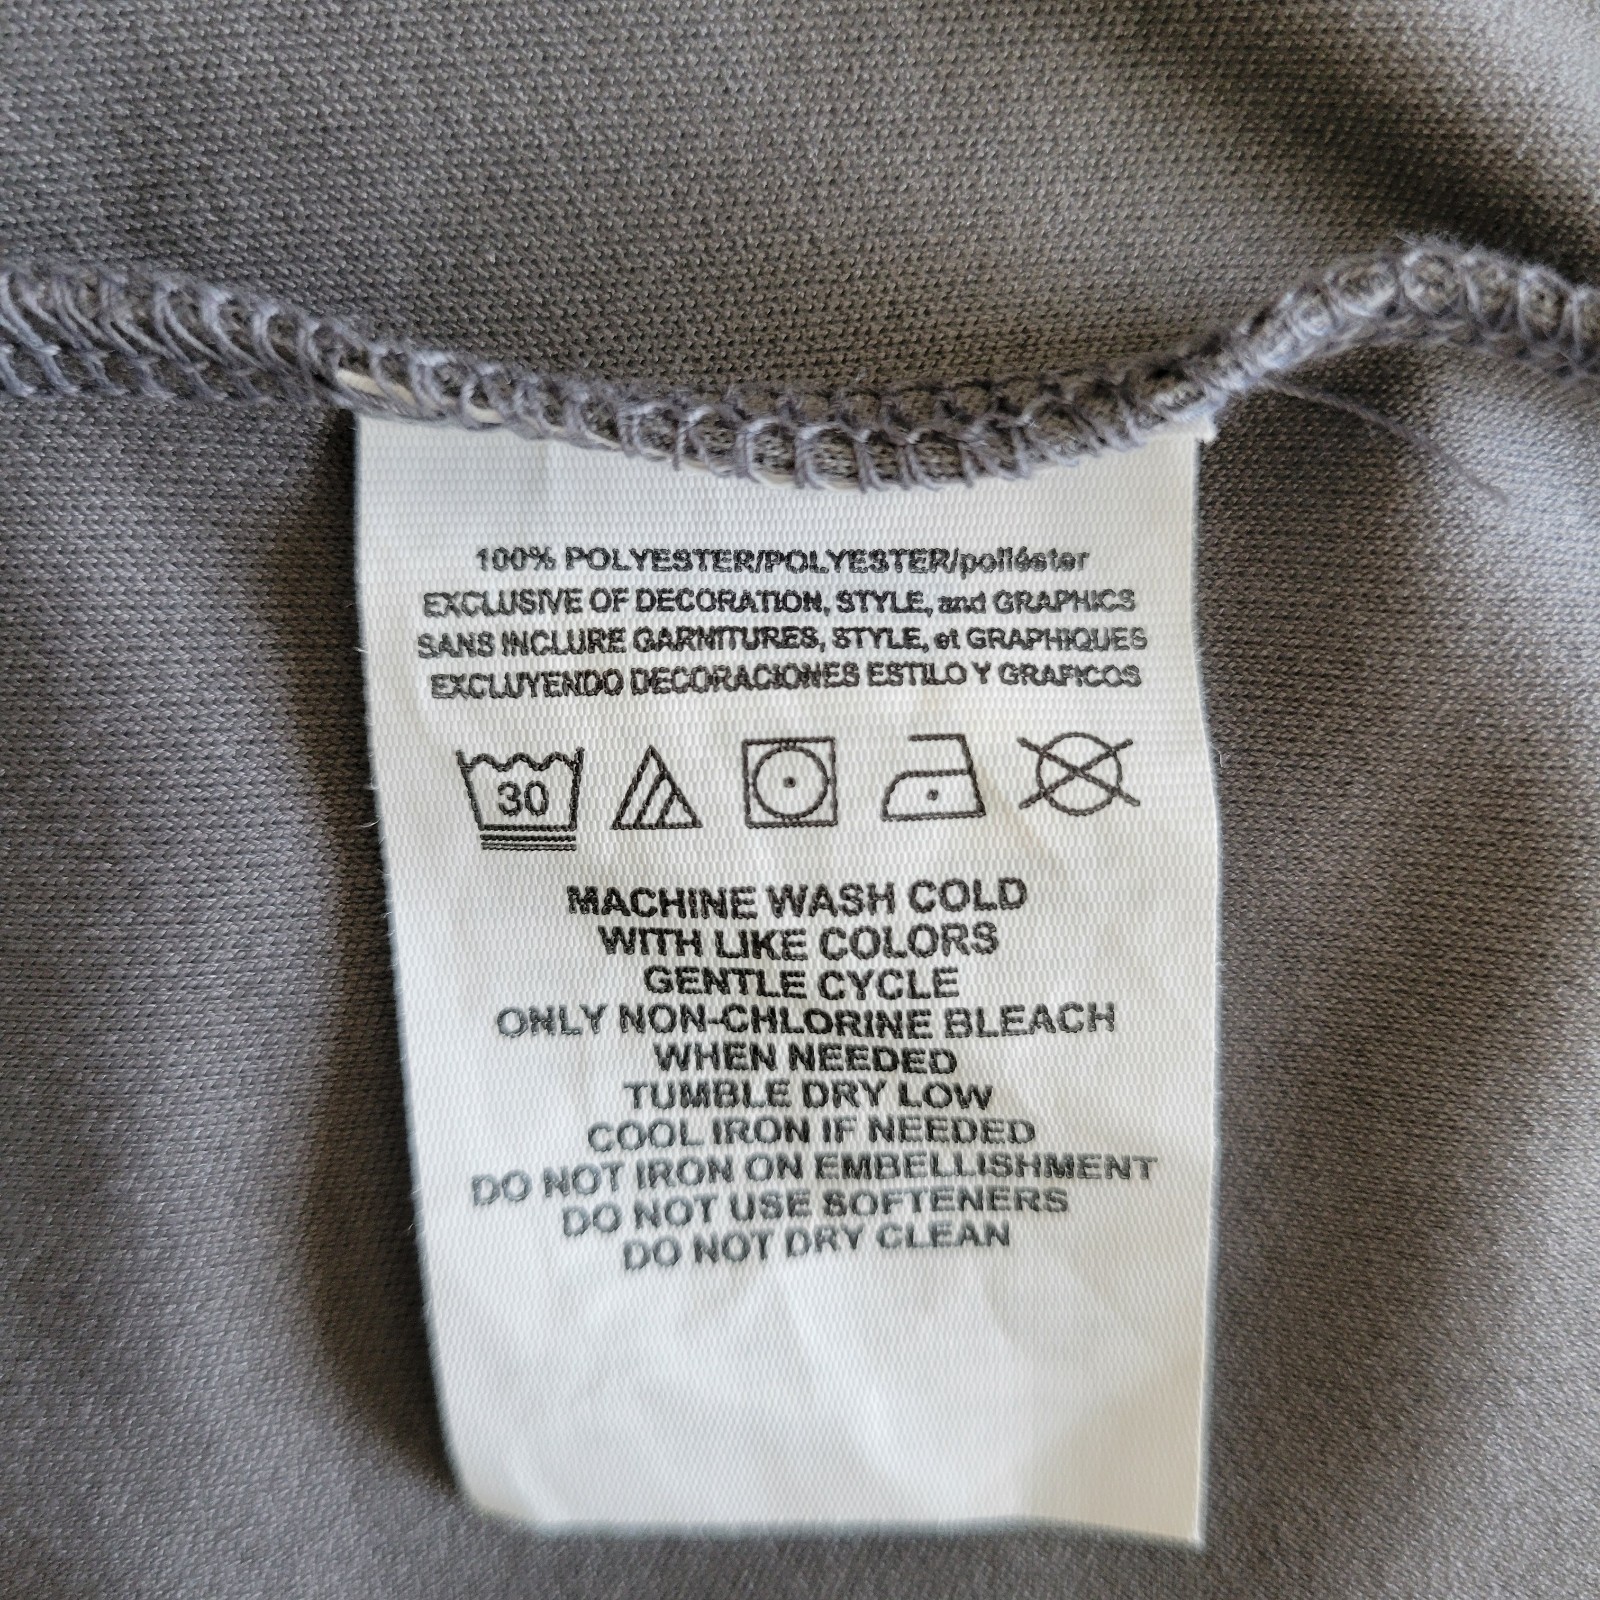 100% POLYESTER/POLYESTER/poliéster
EXCLUSIVE OF DECORATION, STYLE, and GRAPHICS
SANS INCLURE GARNITURES, STYLE, et GRAPHIQUES
EXCLUYENDO DECORACIONES ESTILO Y GRAFICOS
30
MACHINE WASH COLD
WITH LIKE COLORS
GENTLE CYCLE
ONLY NON-CHLORINE BLEACH
WHEN NEEDED
TUMBLE DRY LOW
COOL IRON IF NEEDED
DO NOT IRON ON EMBELLISHMENT
DO NOT USE SOFTENERS
DO NOT DRY CLEAN